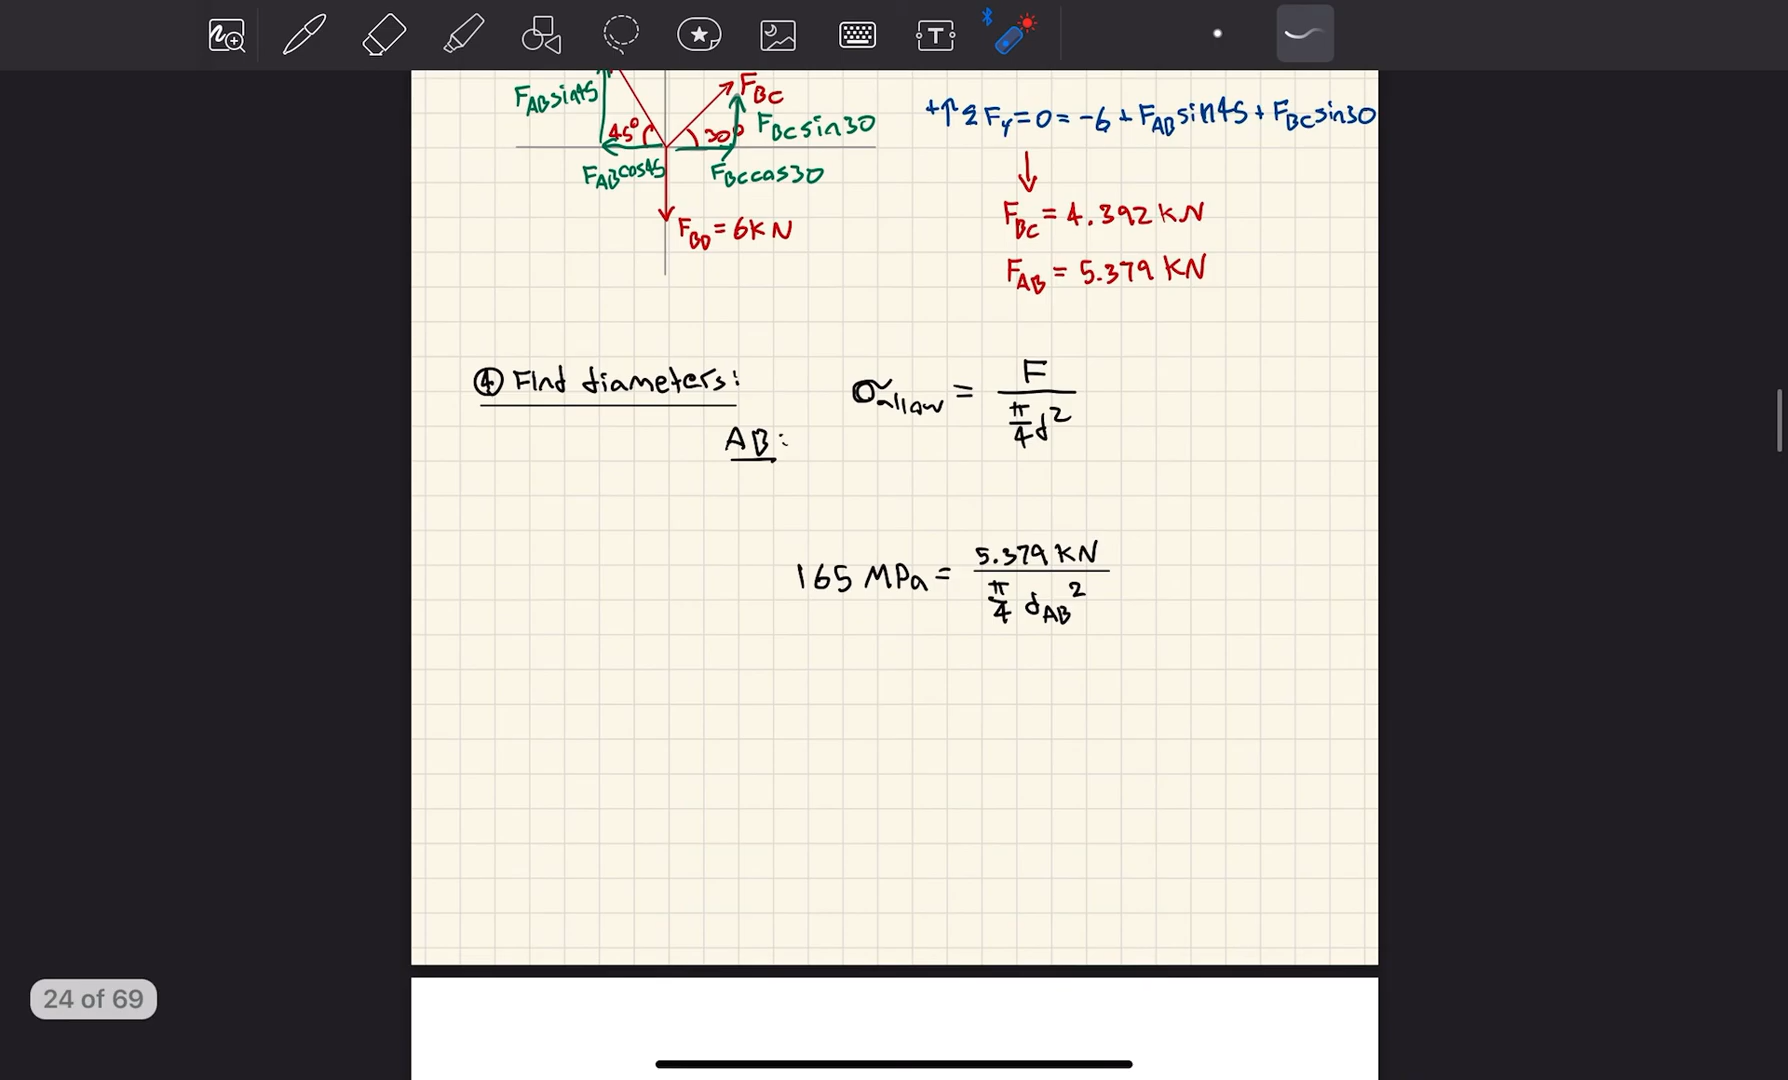 F_AB sin45
F_BC
45°
30°
F_BC sin30
F_AB cos45
F_BC cos30
F_BD = 6KN
+↑ΣF_y = 0 = -6 + F_AB sin45 + F_BC sin30
F_BC = 4.392 KN
F_AB = 5.379 KN
④ Find diameters:
σ_allow = F / (π/4 d²)
AB:
165 MPa = 5.379 KN / (π/4 d_AB²)
24 of 69